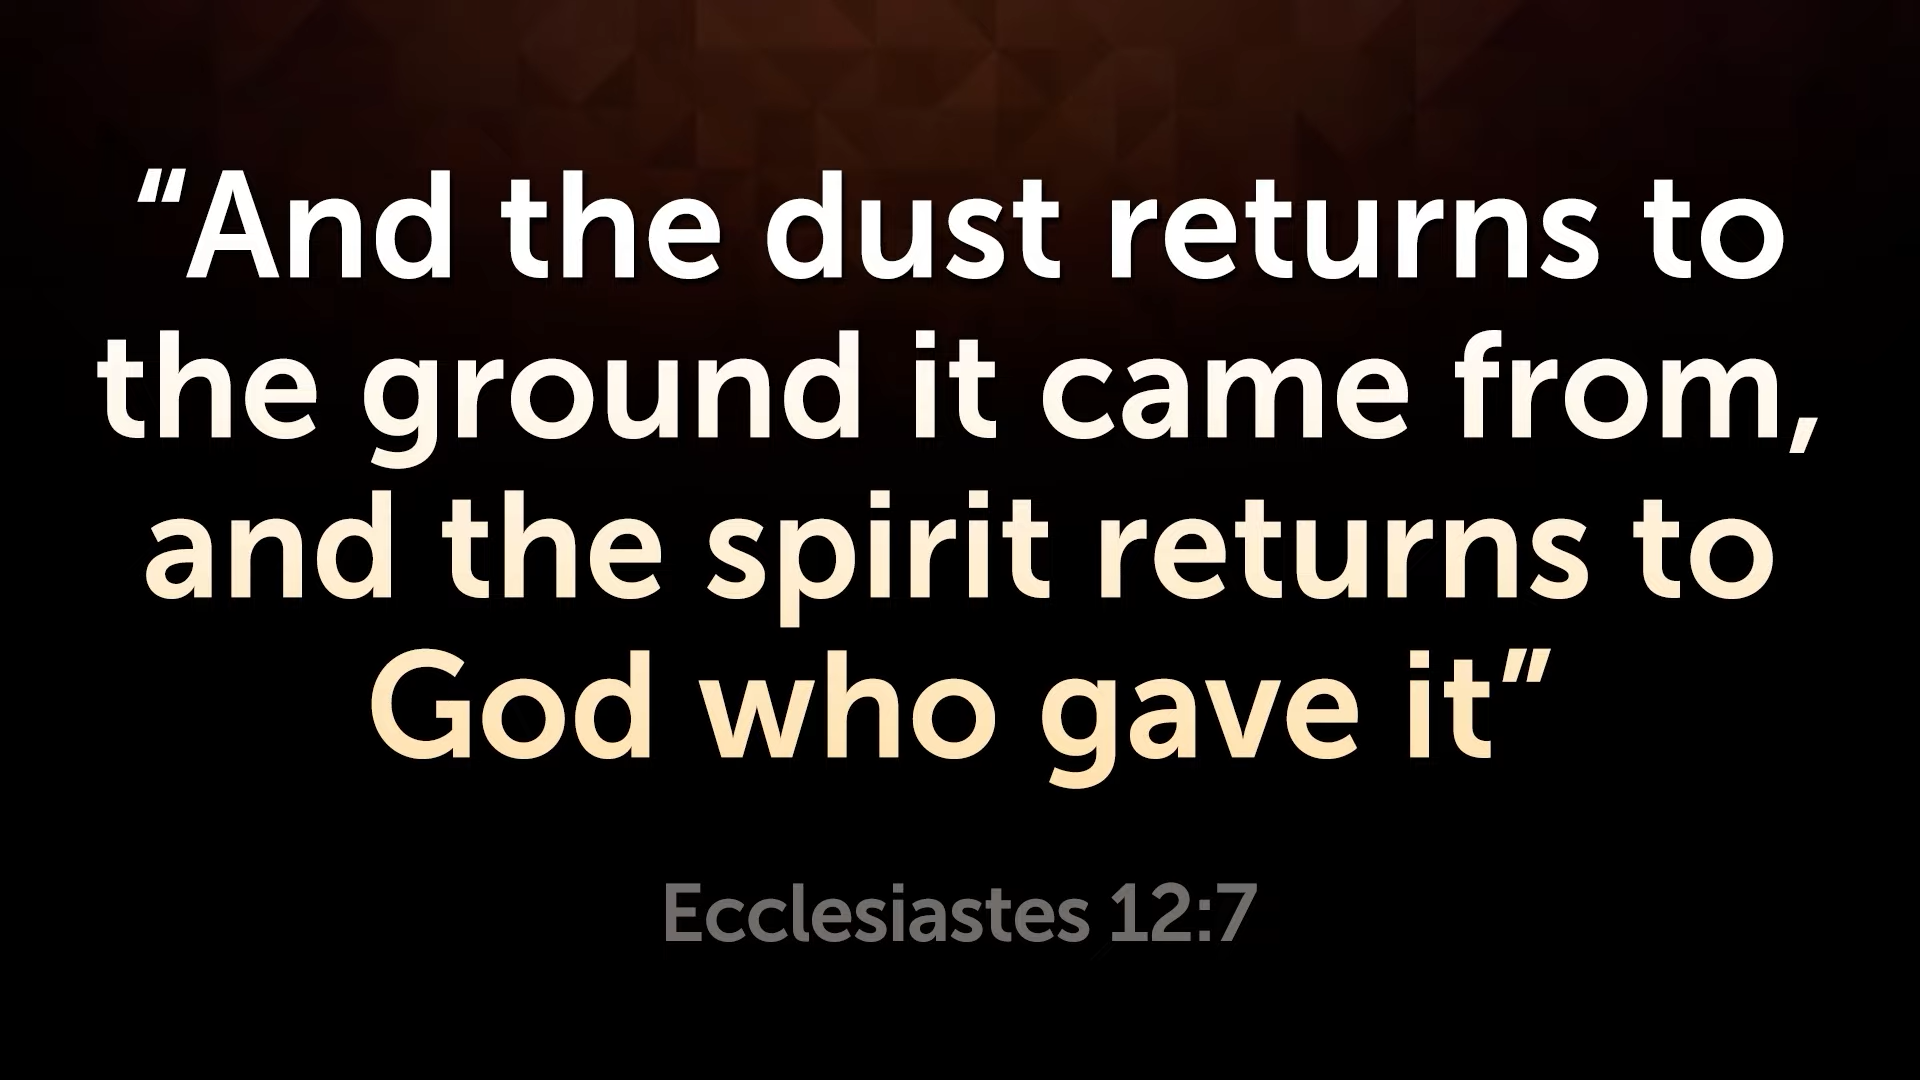 “And the dust returns to
the ground it came from,
and the spirit returns to
God who gave it”
Ecclesiastes 12:7